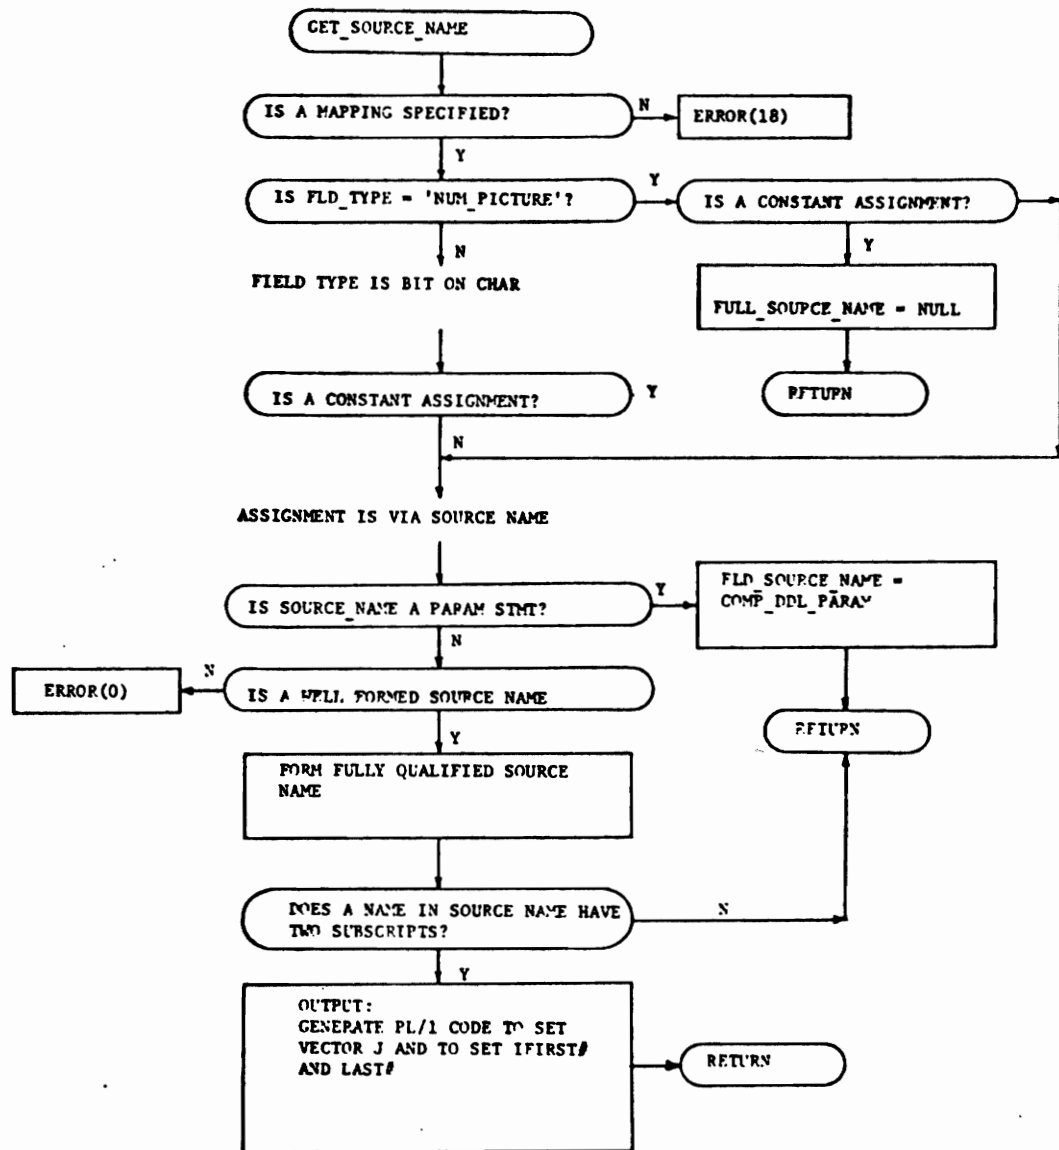 GET_SOURCE_NAME
IS A MAPPING SPECIFIED?
N
ERROR(18)
Y
IS FLD_TYPE = 'NUM_PICTURE'?
Y
IS A CONSTANT ASSIGNMENT?
N
Y
FIELD TYPE IS BIT ON CHAR
FULL_SOURCE_NAME = NULL
IS A CONSTANT ASSIGNMENT?
Y
RETURN
N
ASSIGNMENT IS VIA SOURCE NAME
IS SOURCE_NAME A PARAM STMT?
Y
FLD_SOURCE_NAME =
COMP_DDL_PARAM
N
ERROR(0)
N
IS A WELL FORMED SOURCE NAME
RETURN
Y
FORM FULLY QUALIFIED SOURCE
NAME
DOES A NAME IN SOURCE NAME HAVE
TWO SUBSCRIPTS?
N
Y
OUTPUT:
GENERATE PL/1 CODE TO SET
VECTOR J AND TO SET IFIRST#
AND LAST#
RETURN